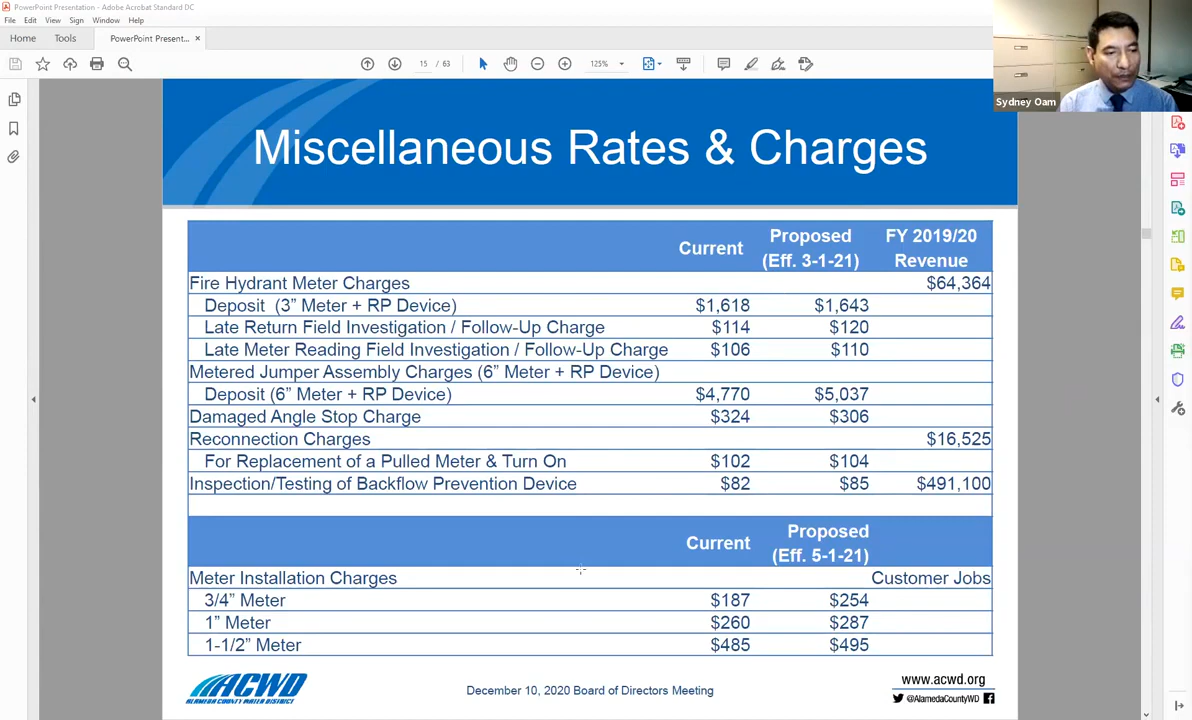 PowerPoint Presentation - Adobe Acrobat Standard DC
File Edit View Sign Window Help
Home Tools PowerPoint Present... ×
15 / 63 125%
Sydney Oam
Miscellaneous Rates & Charges
Current Proposed (Eff. 3-1-21) FY 2019/20 Revenue
Fire Hydrant Meter Charges $64,364
Deposit (3” Meter + RP Device) $1,618 $1,643
Late Return Field Investigation / Follow-Up Charge $114 $120
Late Meter Reading Field Investigation / Follow-Up Charge $106 $110
Metered Jumper Assembly Charges (6” Meter + RP Device)
Deposit (6” Meter + RP Device) $4,770 $5,037
Damaged Angle Stop Charge $324 $306
Reconnection Charges $16,525
For Replacement of a Pulled Meter & Turn On $102 $104
Inspection/Testing of Backflow Prevention Device $82 $85 $491,100
Current Proposed (Eff. 5-1-21)
Meter Installation Charges Customer Jobs
3/4” Meter $187 $254
1” Meter $260 $287
1-1/2” Meter $485 $495
ACWD
ALAMEDA COUNTY WATER DISTRICT
December 10, 2020 Board of Directors Meeting
www.acwd.org
@AlamedaCountyWD